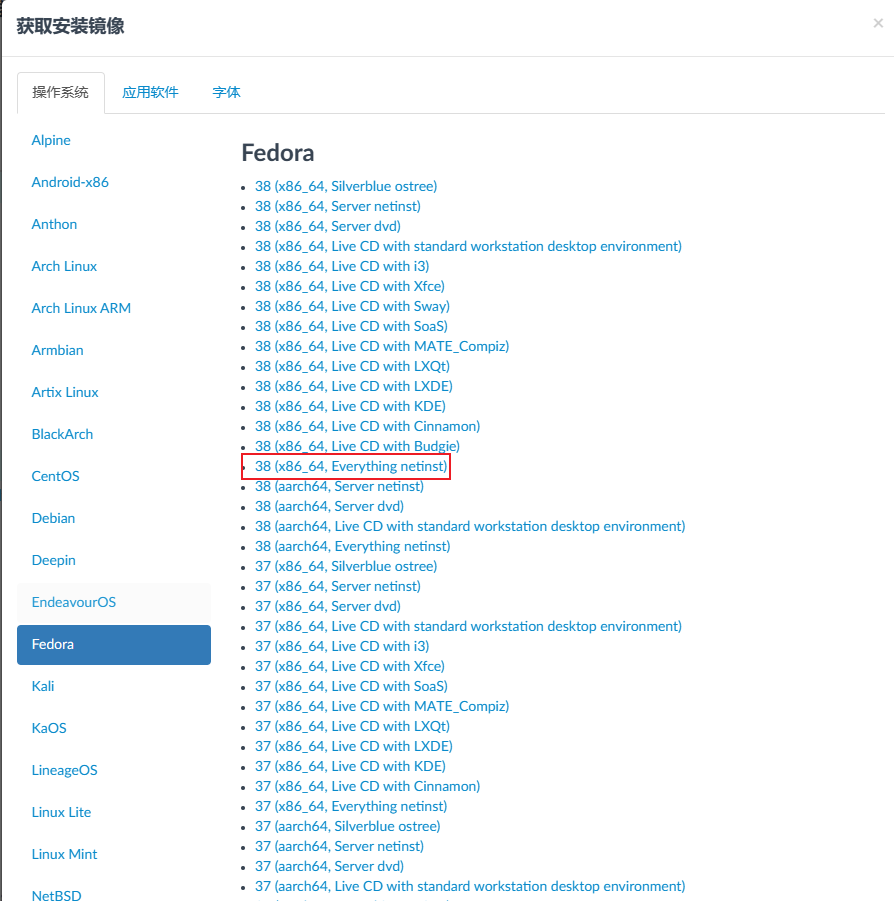 获取安装镜像
×
操作系统 应用软件 字体
Alpine
Android-x86
Anthon
Arch Linux
Arch Linux ARM
Armbian
Artix Linux
BlackArch
CentOS
Debian
Deepin
EndeavourOS
Fedora
Kali
KaOS
LineageOS
Linux Lite
Linux Mint
NetBSD
Fedora
38 (x86_64, Silverblue ostree)
38 (x86_64, Server netinst)
38 (x86_64, Server dvd)
38 (x86_64, Live CD with standard workstation desktop environment)
38 (x86_64, Live CD with i3)
38 (x86_64, Live CD with Xfce)
38 (x86_64, Live CD with Sway)
38 (x86_64, Live CD with SoaS)
38 (x86_64, Live CD with MATE_Compiz)
38 (x86_64, Live CD with LXQt)
38 (x86_64, Live CD with LXDE)
38 (x86_64, Live CD with KDE)
38 (x86_64, Live CD with Cinnamon)
38 (x86_64, Live CD with Budgie)
38 (x86_64, Everything netinst)
38 (aarch64, Server netinst)
38 (aarch64, Server dvd)
38 (aarch64, Live CD with standard workstation desktop environment)
38 (aarch64, Everything netinst)
37 (x86_64, Silverblue ostree)
37 (x86_64, Server netinst)
37 (x86_64, Server dvd)
37 (x86_64, Live CD with standard workstation desktop environment)
37 (x86_64, Live CD with i3)
37 (x86_64, Live CD with Xfce)
37 (x86_64, Live CD with SoaS)
37 (x86_64, Live CD with MATE_Compiz)
37 (x86_64, Live CD with LXQt)
37 (x86_64, Live CD with LXDE)
37 (x86_64, Live CD with KDE)
37 (x86_64, Live CD with Cinnamon)
37 (x86_64, Everything netinst)
37 (aarch64, Silverblue ostree)
37 (aarch64, Server netinst)
37 (aarch64, Server dvd)
37 (aarch64, Live CD with standard workstation desktop environment)